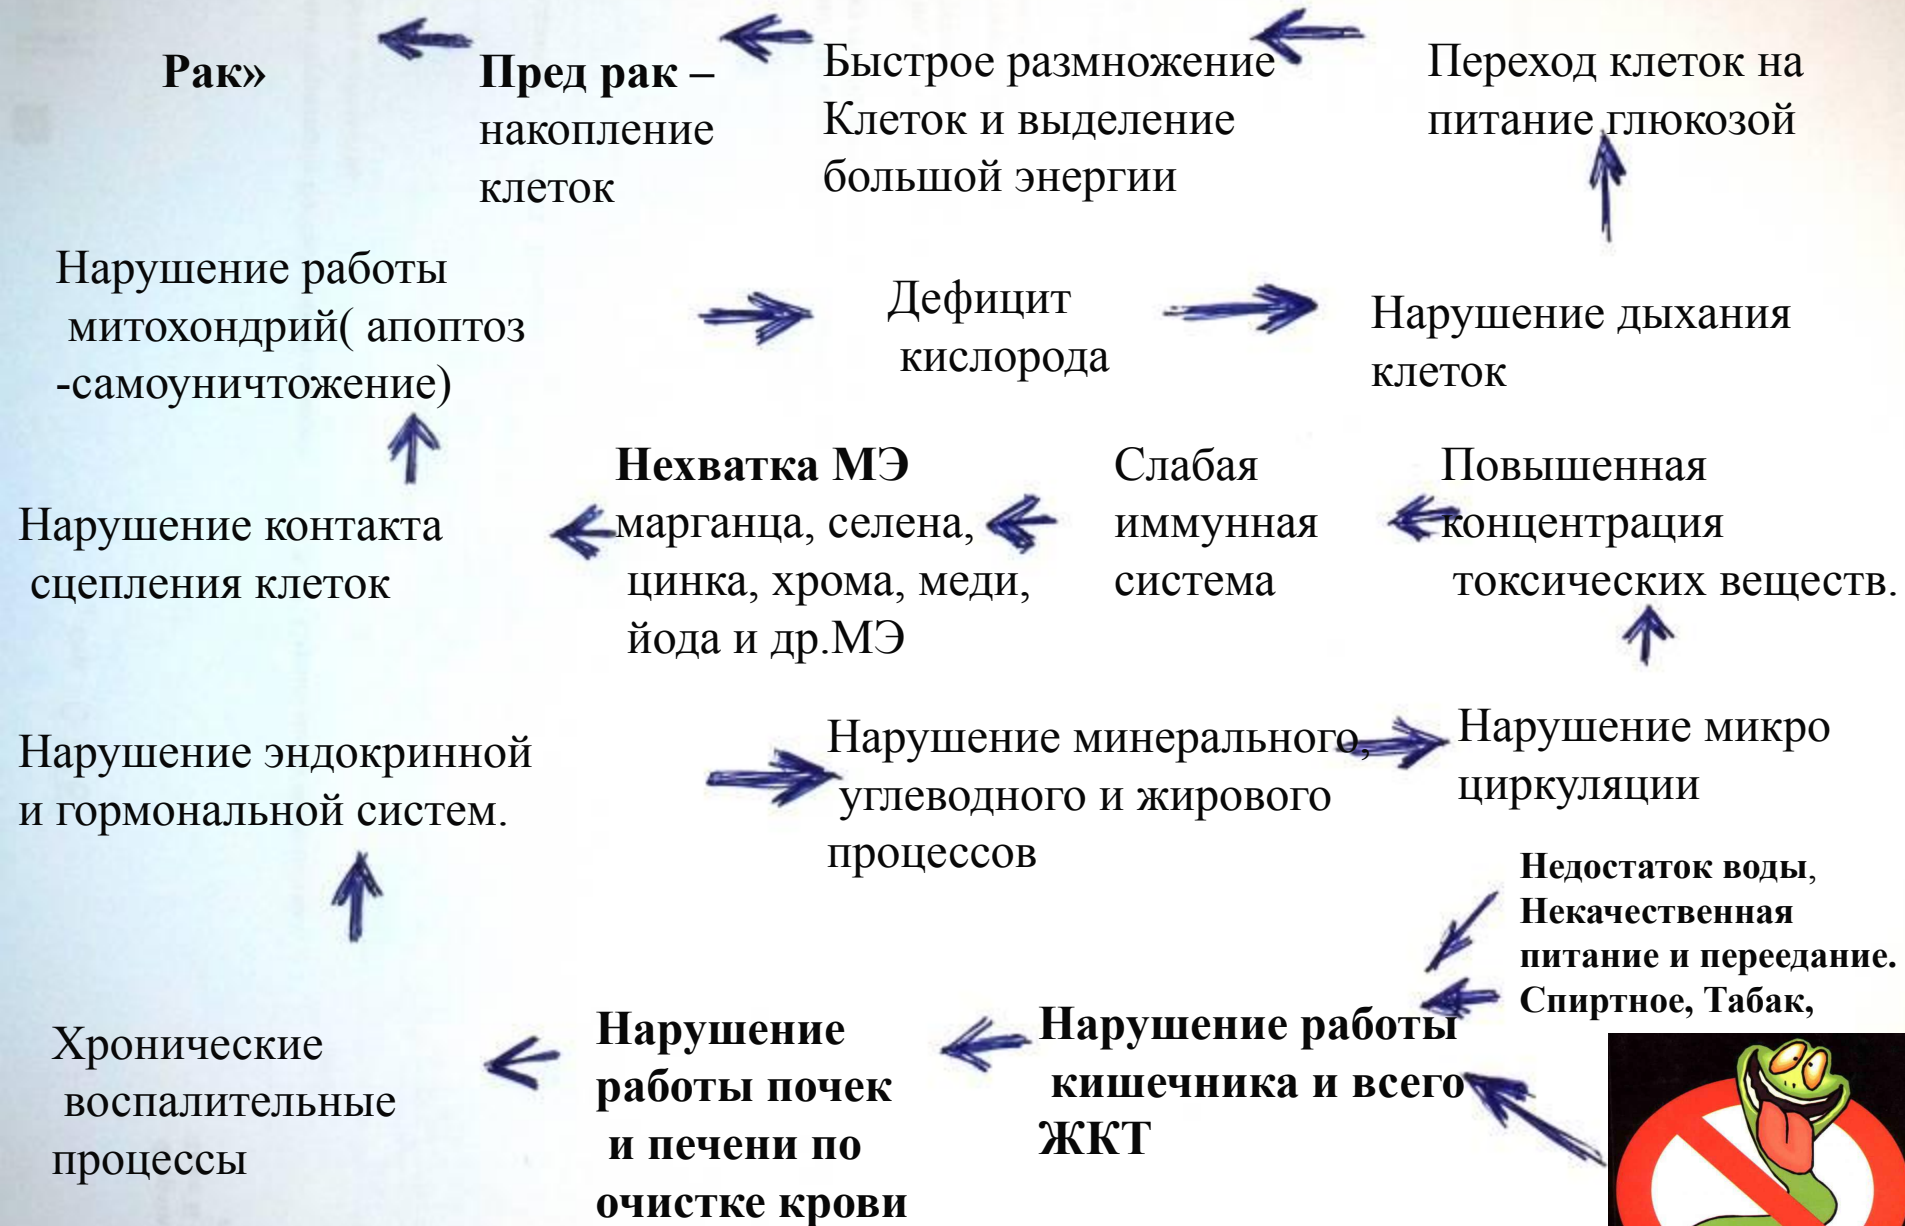 Рак»
Пред рак –
накопление
клеток
Быстрое размножение
Клеток и выделение
большой энергии
Переход клеток на
питание глюкозой
Нарушение работы
митохондрий( апоптоз
-самоуничтожение)
Дефицит
кислорода
Нарушение дыхания
клеток
Нарушение контакта
сцепления клеток
Нехватка МЭ
марганца, селена,
цинка, хрома, меди,
йода и др.МЭ
Слабая
иммунная
система
Повышенная
концентрация
токсических веществ.
Нарушение эндокринной
и гормональной систем.
Нарушение минерального,
углеводного и жирового
процессов
Нарушение микро
циркуляции
Недостаток воды,
Некачественная
питание и переедание.
Спиртное, Табак,
Хронические
воспалительные
процессы
Нарушение
работы почек
и печени по
очистке крови
Нарушение работы
кишечника и всего
ЖКТ